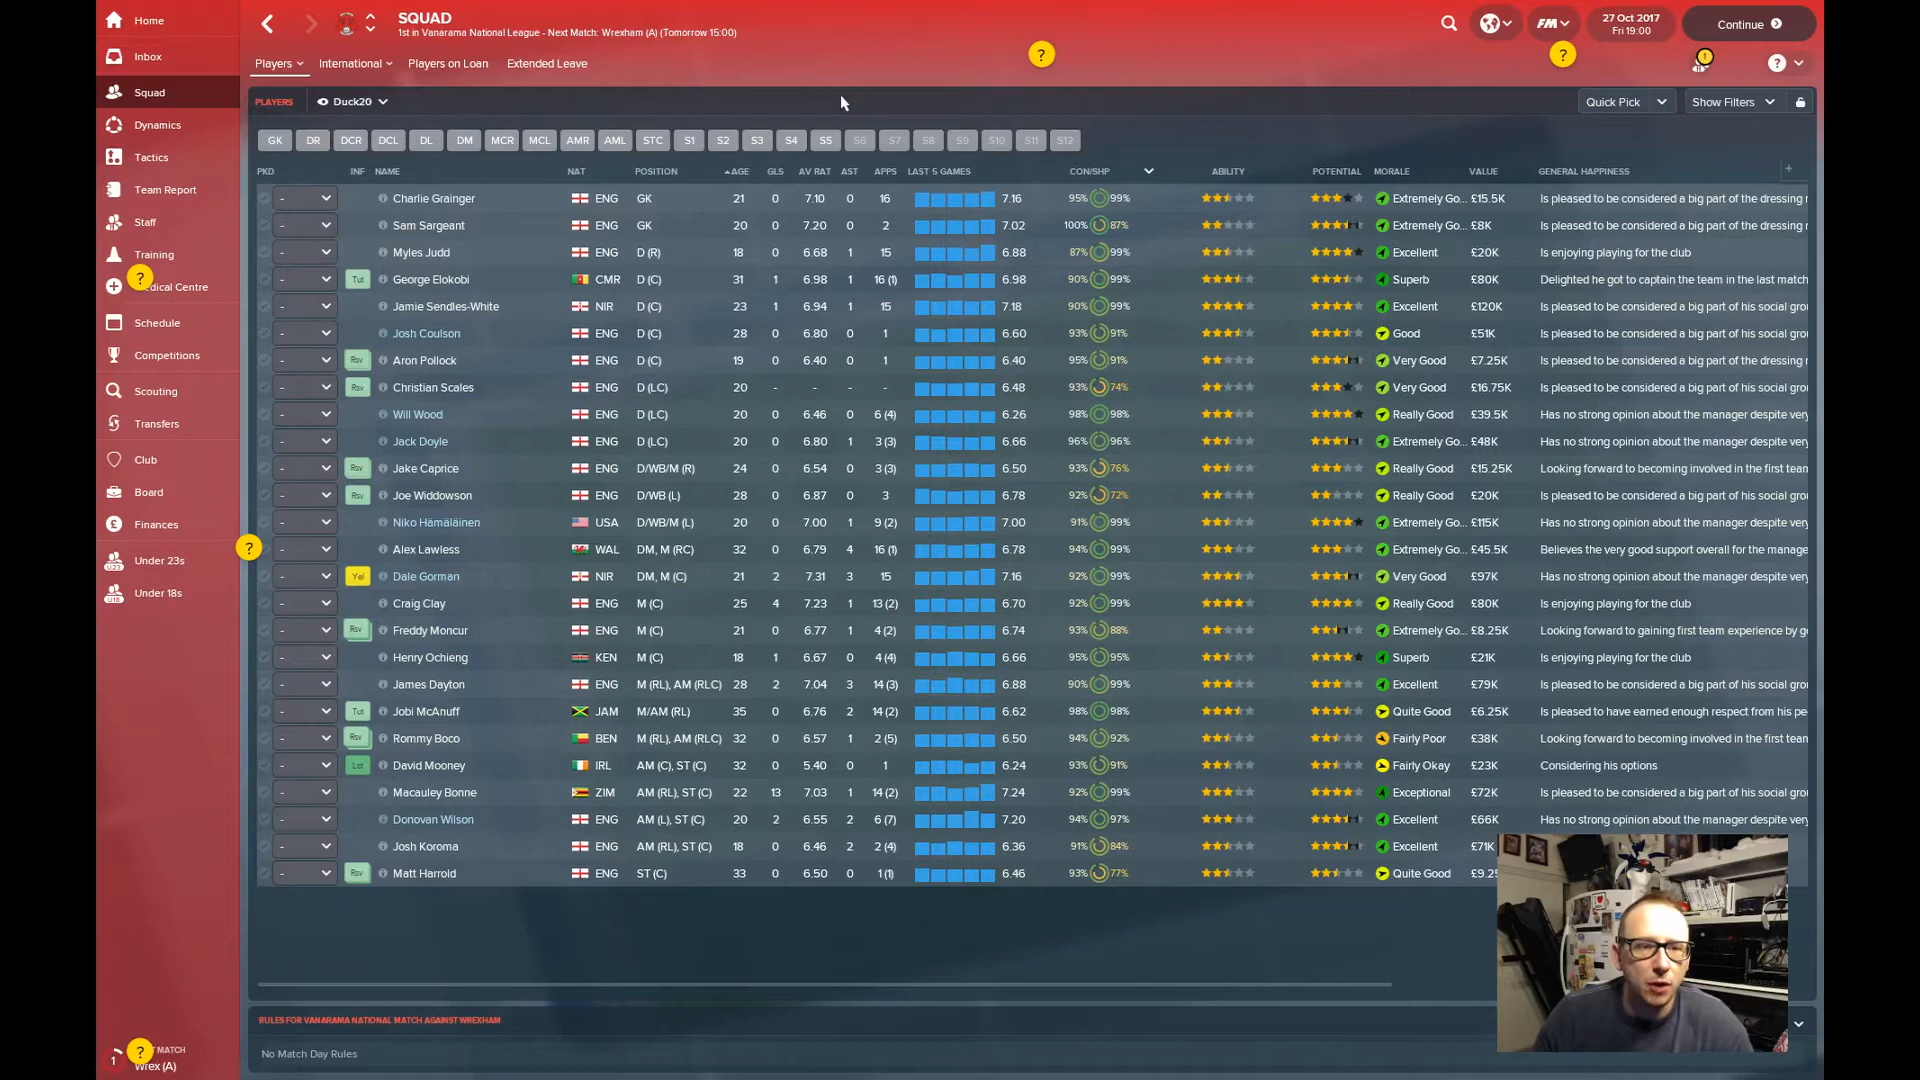 Home
Inbox
Squad
Dynamics
Tactics
Team Report
Staff
Training
?
edical Centre
Schedule
Competitions
Scouting
Transfers
Club
Board
Finances
?
Under 23s
Under 18s
SQUAD
1st in Vanarama National League - Next Match: Wrexham (A) (Tomorrow 15:00)
FM
27 Oct 2017
Fri 19:00
Continue
? ? 1 ?
Players International Players on Loan Extended Leave
PLAYERS Duck20 Quick Pick Show Filters
GK DR DCR DCL DL DM MCR MCL AMR AML STC S1 S2 S3 S4 S5 S6 S7 S8 S9 S10 S11 S12
PKD INF NAME NAT POSITION AGE GLS AV RAT AST APPS LAST 5 GAMES CON/SHP ABILITY POTENTIAL MORALE VALUE GENERAL HAPPINESS +
- Charlie Grainger ENG GK 21 0 7.10 0 16 7.16 95% 99% Extremely Go... £15.5K Is pleased to be considered a big part of the dressing r
- Sam Sargeant ENG GK 20 0 7.20 0 2 7.02 100% 87% Extremely Go... £8K Is pleased to be considered a big part of the dressing r
- Myles Judd ENG D (R) 18 0 6.68 1 15 6.88 87% 99% Excellent £20K Is enjoying playing for the club
- Tut George Elokobi CMR D (C) 31 1 6.98 1 16 (1) 6.98 90% 99% Superb £80K Delighted he got to captain the team in the last match
- Jamie Sendles-White NIR D (C) 23 1 6.94 1 15 7.18 90% 99% Excellent £120K Is pleased to be considered a big part of his social grou
- Josh Coulson ENG D (C) 28 0 6.80 0 1 6.60 93% 91% Good £51K Is pleased to be considered a big part of his social grou
- Rsv Aron Pollock ENG D (C) 19 0 6.40 0 1 6.40 95% 91% Very Good £7.25K Is pleased to be considered a big part of the dressing r
- Rsv Christian Scales ENG D (LC) 20 - - - - 6.48 93% 74% Very Good £16.75K Is pleased to be considered a big part of his social grou
- Will Wood ENG D (LC) 20 0 6.46 0 6 (4) 6.26 98% 98% Really Good £39.5K Has no strong opinion about the manager despite very
- Jack Doyle ENG D (LC) 20 0 6.80 1 3 (3) 6.66 96% 96% Extremely Go... £48K Has no strong opinion about the manager despite very
- Rsv Jake Caprice ENG D/WB/M (R) 24 0 6.54 0 3 (3) 6.50 93% 76% Really Good £15.25K Looking forward to becoming involved in the first team
- Rsv Joe Widdowson ENG D/WB (L) 28 0 6.87 0 3 6.78 92% 72% Really Good £20K Is pleased to be considered a big part of his social grou
- Niko Hämäläinen USA D/WB/M (L) 20 0 7.00 1 9 (2) 7.00 91% 99% Extremely Go... £115K Has no strong opinion about the manager despite very
- Alex Lawless WAL DM, M (RC) 32 0 6.79 4 16 (1) 6.78 94% 99% Extremely Go... £45.5K Believes the very good support overall for the manage
- Yel Dale Gorman NIR DM, M (C) 21 2 7.31 3 15 7.16 92% 99% Very Good £97K Has no strong opinion about the manager despite very
- Craig Clay ENG M (C) 25 4 7.23 1 13 (2) 6.70 92% 99% Really Good £80K Is enjoying playing for the club
- Rsv Freddy Moncur ENG M (C) 21 0 6.77 1 4 (2) 6.74 93% 88% Extremely Go... £8.25K Looking forward to gaining first team experience by g
- Henry Ochieng KEN M (C) 18 1 6.67 0 4 (4) 6.66 95% 95% Superb £21K Is enjoying playing for the club
- James Dayton ENG M (RL), AM (RLC) 28 2 7.04 3 14 (3) 6.88 90% 99% Excellent £79K Is pleased to be considered a big part of his social grou
- Tut Jobi McAnuff JAM M/AM (RL) 35 0 6.76 2 14 (2) 6.62 98% 98% Quite Good £6.25K Is pleased to have earned enough respect from his pe
- Rsv Rommy Boco BEN M (RL), AM (RLC) 32 0 6.57 1 2 (5) 6.50 94% 92% Fairly Poor £38K Looking forward to becoming involved in the first team
- Lst David Mooney IRL AM (C), ST (C) 32 0 5.40 0 1 6.24 93% 91% Fairly Okay £23K Considering his options
- Macauley Bonne ZIM AM (RL), ST (C) 22 13 7.03 1 14 (2) 7.24 92% 99% Exceptional £72K Is pleased to be considered a big part of his social grou
- Donovan Wilson ENG AM (L), ST (C) 20 2 6.55 2 6 (7) 7.20 94% 97% Excellent £66K Has no strong opinion about the manager despite very
- Josh Koroma ENG AM (RL), ST (C) 18 0 6.46 2 2 (4) 6.36 91% 84% Excellent £71K
- Rsv Matt Harrold ENG ST (C) 33 0 6.50 0 1 (1) 6.46 93% 77% Quite Good £9.25
RULES FOR VANARAMA NATIONAL MATCH AGAINST WREXHAM
No Match Day Rules
1 ? T MATCH
Wrex (A)